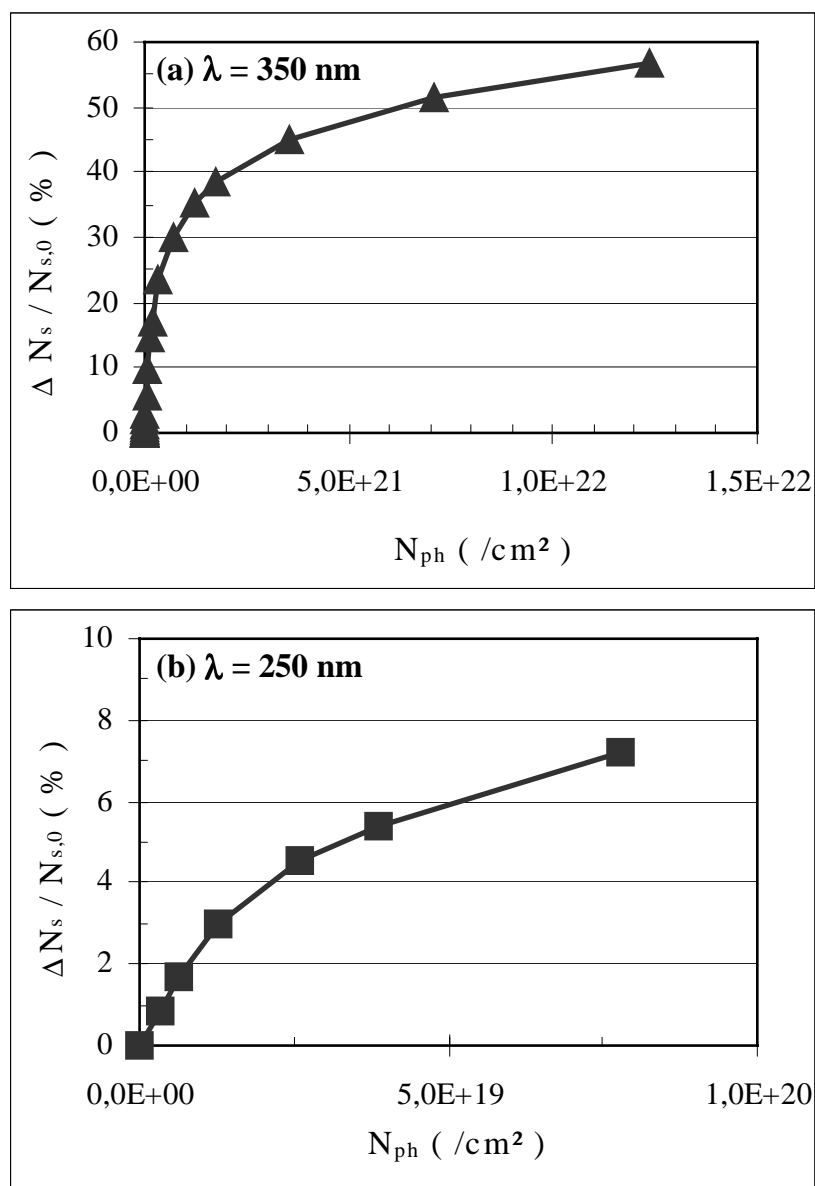 (a) λ = 350 nm
60
50
40
30
20
10
0
Δ Nₛ / Nₛ,₀ ( % )
0,0E+00 5,0E+21 1,0E+22 1,5E+22
Nₚₕ ( /cm² )
(b) λ = 250 nm
10
8
6
4
2
0
ΔNₛ / Nₛ,₀ ( % )
0,0E+00 5,0E+19 1,0E+20
Nₚₕ ( /cm² )